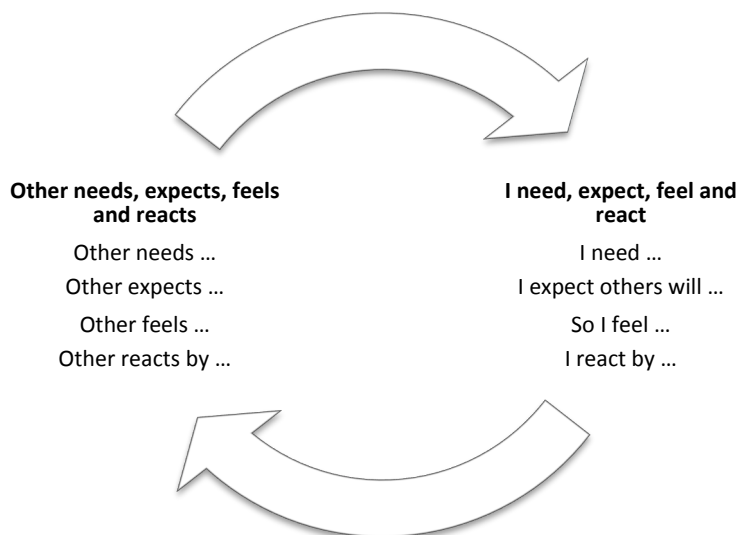 Other needs, expects, feels
and reacts
Other needs …
Other expects …
Other feels …
Other reacts by …
I need, expect, feel and
react
I need …
I expect others will …
So I feel …
I react by …